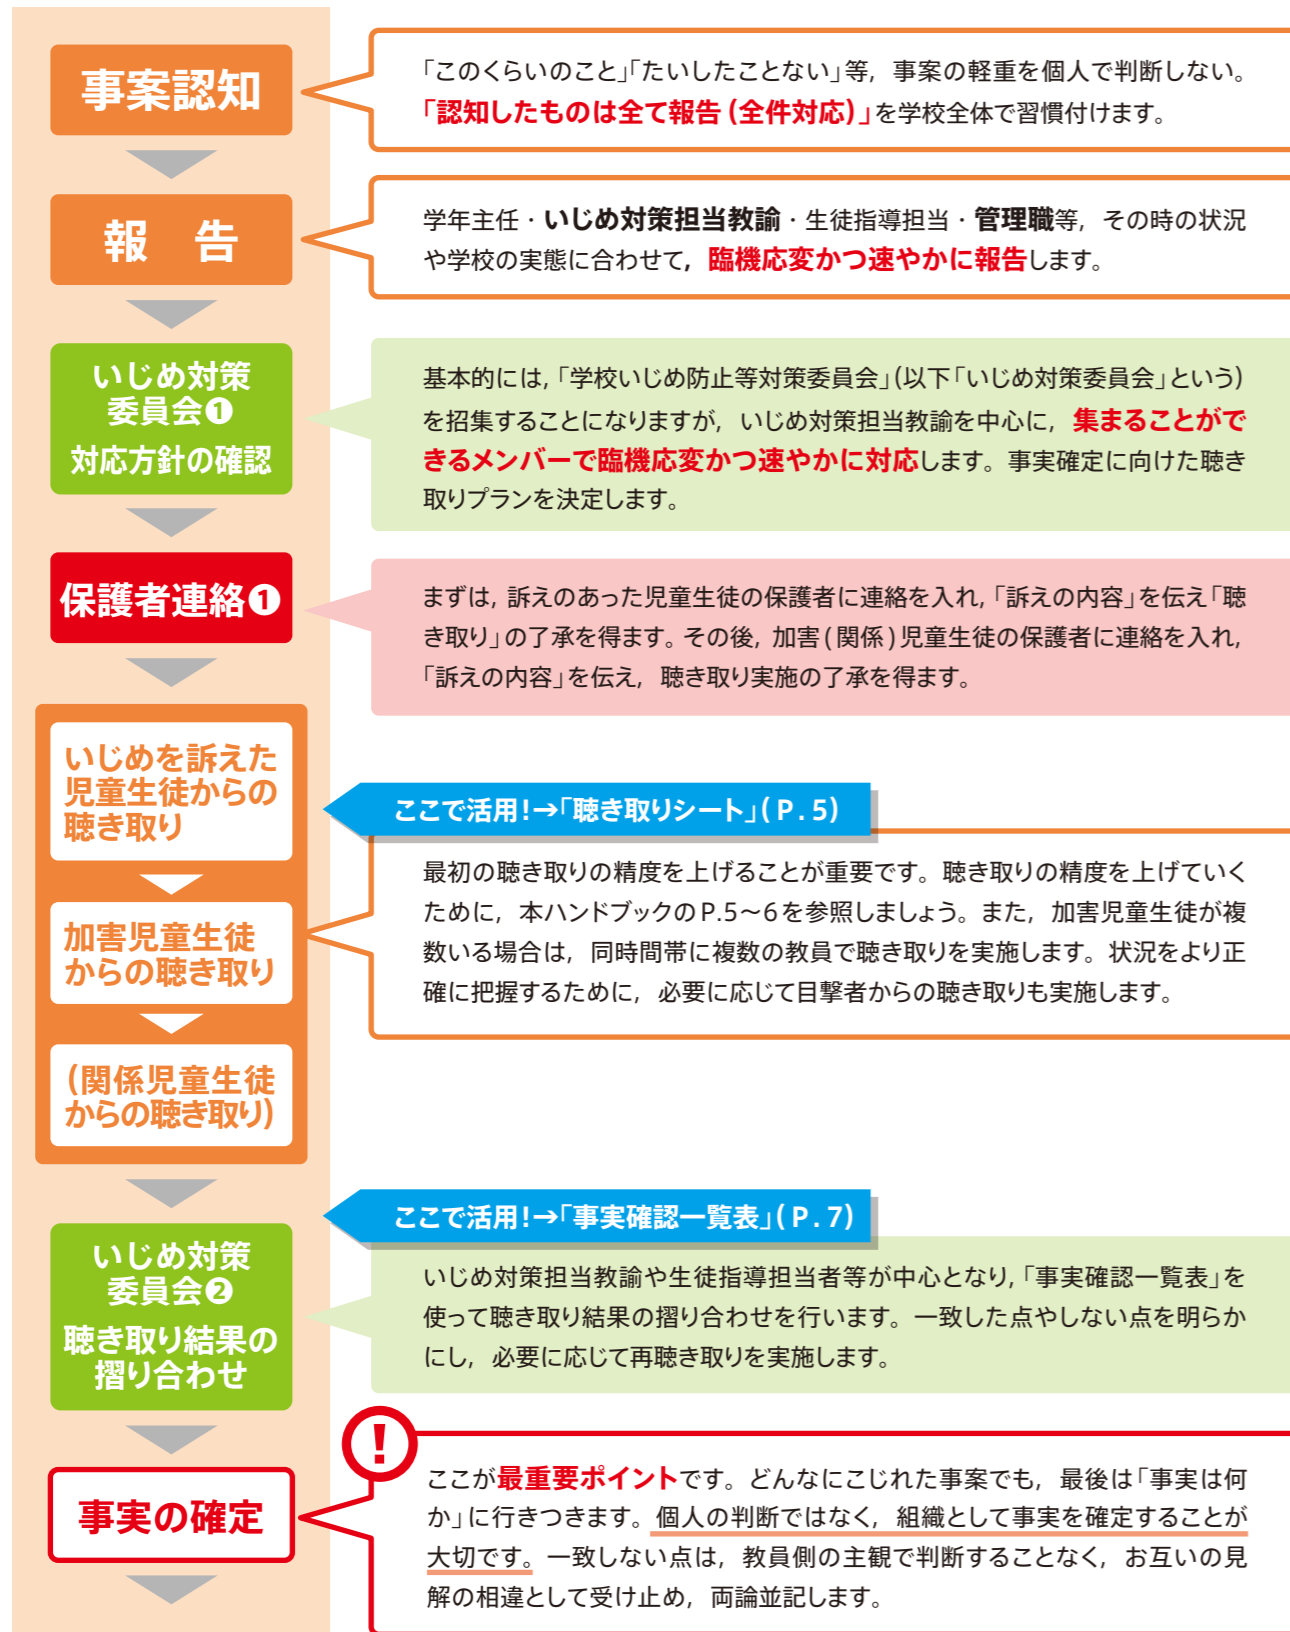 事案認知
「このくらいのこと」「たいしたことない」等，事案の軽重を個人で判断しない。
「認知したものは全て報告（全件対応）」を学校全体で習慣付けます。
報　告
学年主任・いじめ対策担当教諭・生徒指導担当・管理職等，その時の状況
や学校の実態に合わせて，臨機応変かつ速やかに報告します。
いじめ対策
委員会❶
対応方針の確認
基本的には，「学校いじめ防止等対策委員会」（以下「いじめ対策委員会」という）
を招集することになりますが，いじめ対策担当教諭を中心に，集まることがで
きるメンバーで臨機応変かつ速やかに対応します。事実確定に向けた聴き
取りプランを決定します。
保護者連絡❶
まずは，訴えのあった児童生徒の保護者に連絡を入れ，「訴えの内容」を伝え「聴
き取り」の了承を得ます。その後，加害（関係）児童生徒の保護者に連絡を入れ，
「訴えの内容」を伝え，聴き取り実施の了承を得ます。
いじめを訴えた
児童生徒からの
聴き取り
加害児童生徒
からの聴き取り
（関係児童生徒
からの聴き取り）
ここで活用！→「聴き取りシート」（P.5）
最初の聴き取りの精度を上げることが重要です。聴き取りの精度を上げていく
ために，本ハンドブックのP.5～6を参照しましょう。また，加害児童生徒が複
数いる場合は，同時間帯に複数の教員で聴き取りを実施します。状況をより正
確に把握するために，必要に応じて目撃者からの聴き取りも実施します。
ここで活用！→「事実確認一覧表」（P.7）
いじめ対策
委員会❷
聴き取り結果の
摺り合わせ
いじめ対策担当教諭や生徒指導担当者等が中心となり，「事実確認一覧表」を
使って聴き取り結果の摺り合わせを行います。一致した点やしない点を明らか
にし，必要に応じて再聴き取りを実施します。
事実の確定
!
ここが最重要ポイントです。どんなにこじれた事案でも，最後は「事実は何
か」に行きつきます。個人の判断ではなく，組織として事実を確定することが
大切です。一致しない点は，教員側の主観で判断することなく，お互いの見
解の相違として受け止め，両論並記します。